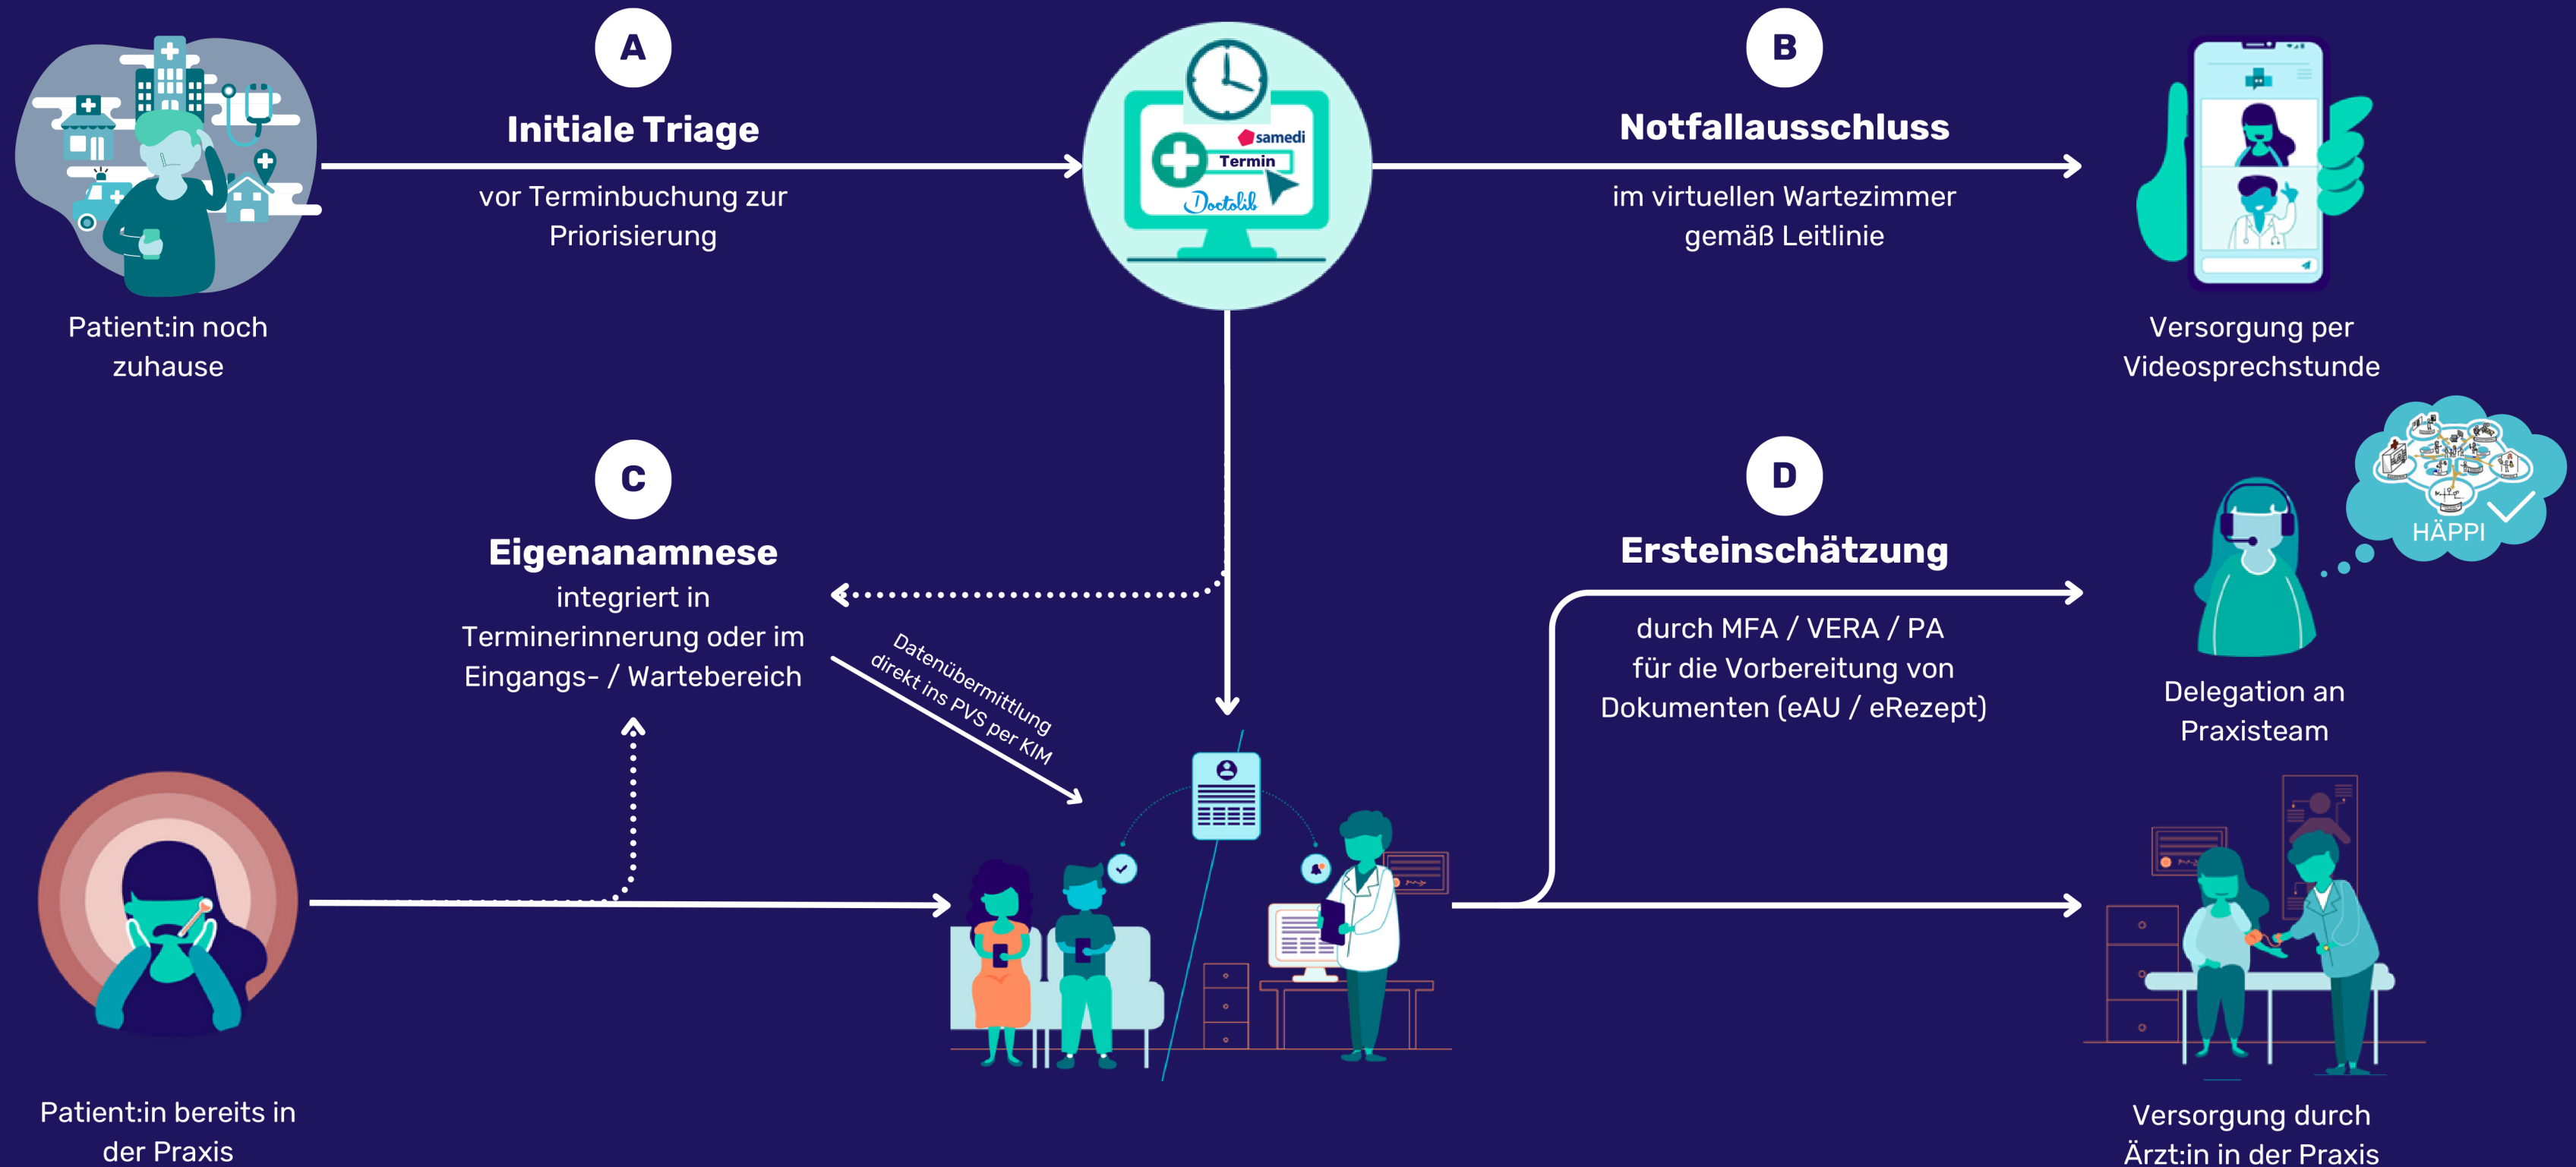 A
Initiale Triage
vor Terminbuchung zur
Priorisierung
samedi
Termin
Doctolib
B
Notfallausschluss
im virtuellen Wartezimmer
gemäß Leitlinie
Patient:in noch
zuhause
Versorgung per
Videosprechstunde
C
Eigenanamnese
integriert in
Terminerinnerung oder im
Eingangs- / Wartebereich
Datenübermittlung
direkt ins PVS per KIM
D
Ersteinschätzung
durch MFA / VERA / PA
für die Vorbereitung von
Dokumenten (eAU / eRezept)
HÄPPI
Delegation an
Praxisteam
Patient:in bereits in
der Praxis
Versorgung durch
Ärzt:in in der Praxis